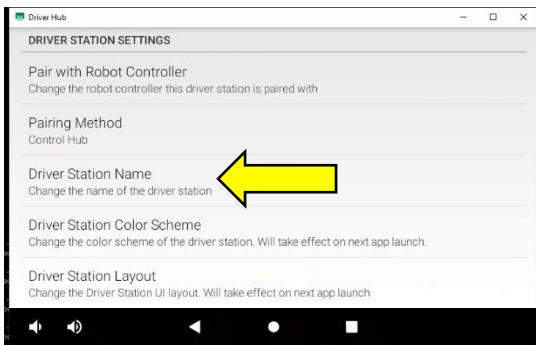 Driver Hub
DRIVER STATION SETTINGS
Pair with Robot Controller
Change the robot controller this driver station is paired with
Pairing Method
Control Hub
Driver Station Name
Change the name of the driver station
Driver Station Color Scheme
Change the color scheme of the driver station. Will take effect on next app launch.
Driver Station Layout
Change the Driver Station UI layout. Will take effect on next app launch